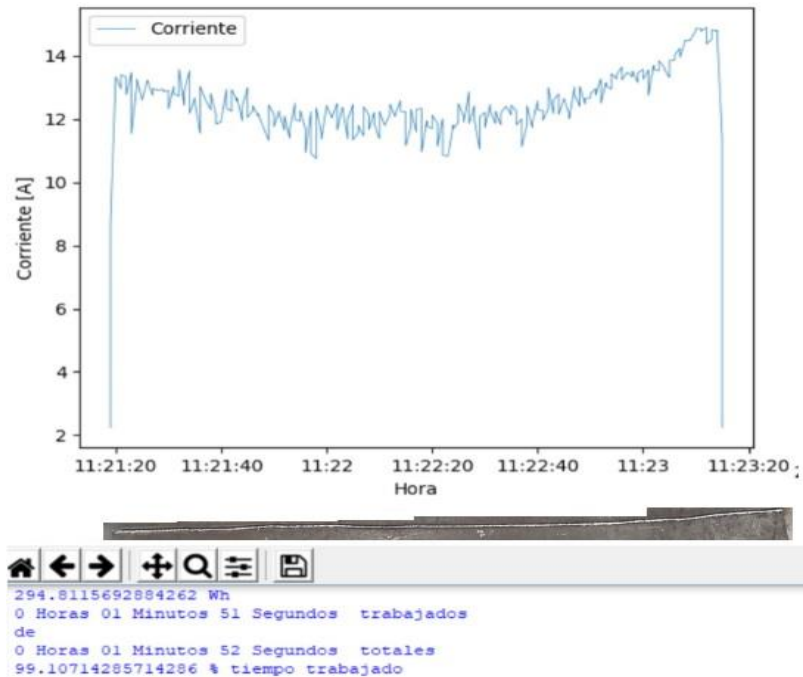 Corriente
14
12
10
8
6
4
2
Corriente [A]
11:21:20 11:21:40 11:22 11:22:20 11:22:40 11:23 11:23:20
Hora
294.8115692884262 Wh
0 Horas 01 Minutos 51 Segundos trabajados
de
0 Horas 01 Minutos 52 Segundos totales
99.10714285714286 % tiempo trabajado